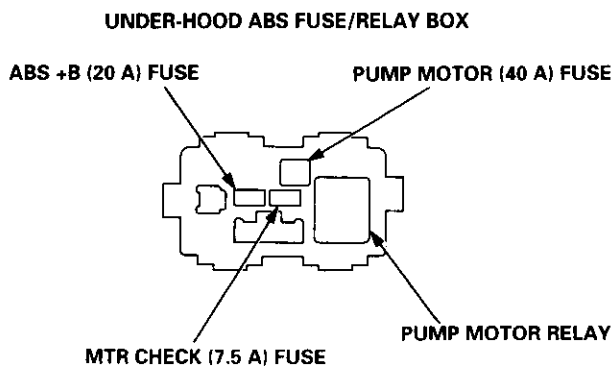 UNDER-HOOD ABS FUSE/RELAY BOX
ABS +B (20 A) FUSE
PUMP MOTOR (40 A) FUSE
PUMP MOTOR RELAY
MTR CHECK (7.5 A) FUSE